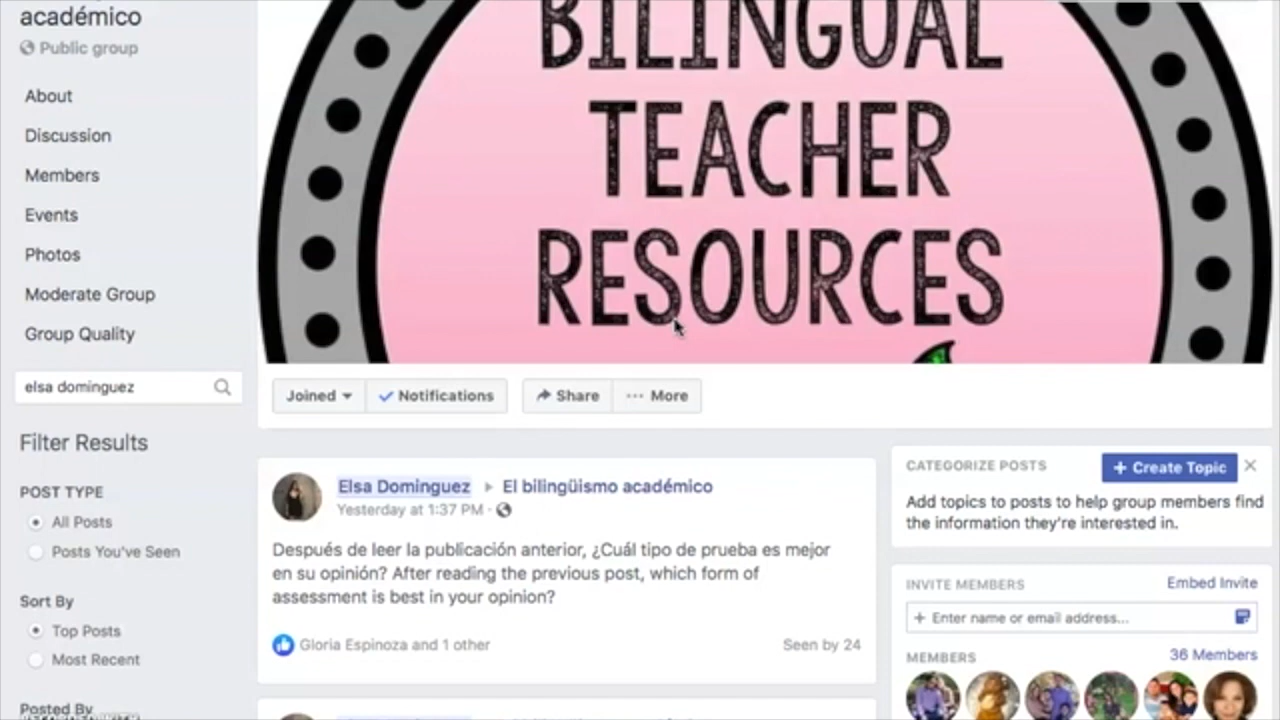 académico
Public group
About
Discussion
Members
Events
Photos
Moderate Group
Group Quality
elsa dominguez
Filter Results
POST TYPE
All Posts
Posts You've Seen
Sort By
Top Posts
Most Recent
Posted By
BILINGUAL
TEACHER
RESOURCES
Joined
Notifications
Share
More
Elsa Dominguez
El bilingüismo académico
Yesterday at 1:37 PM
Después de leer la publicación anterior, ¿Cuál tipo de prueba es mejor
en su opinión? After reading the previous post, which form of
assessment is best in your opinion?
Gloria Espinoza and 1 other
Seen by 24
CATEGORIZE POSTS
+ Create Topic
Add topics to posts to help group members find
the information they're interested in.
INVITE MEMBERS
Embed Invite
+ Enter name or email address...
MEMBERS
36 Members